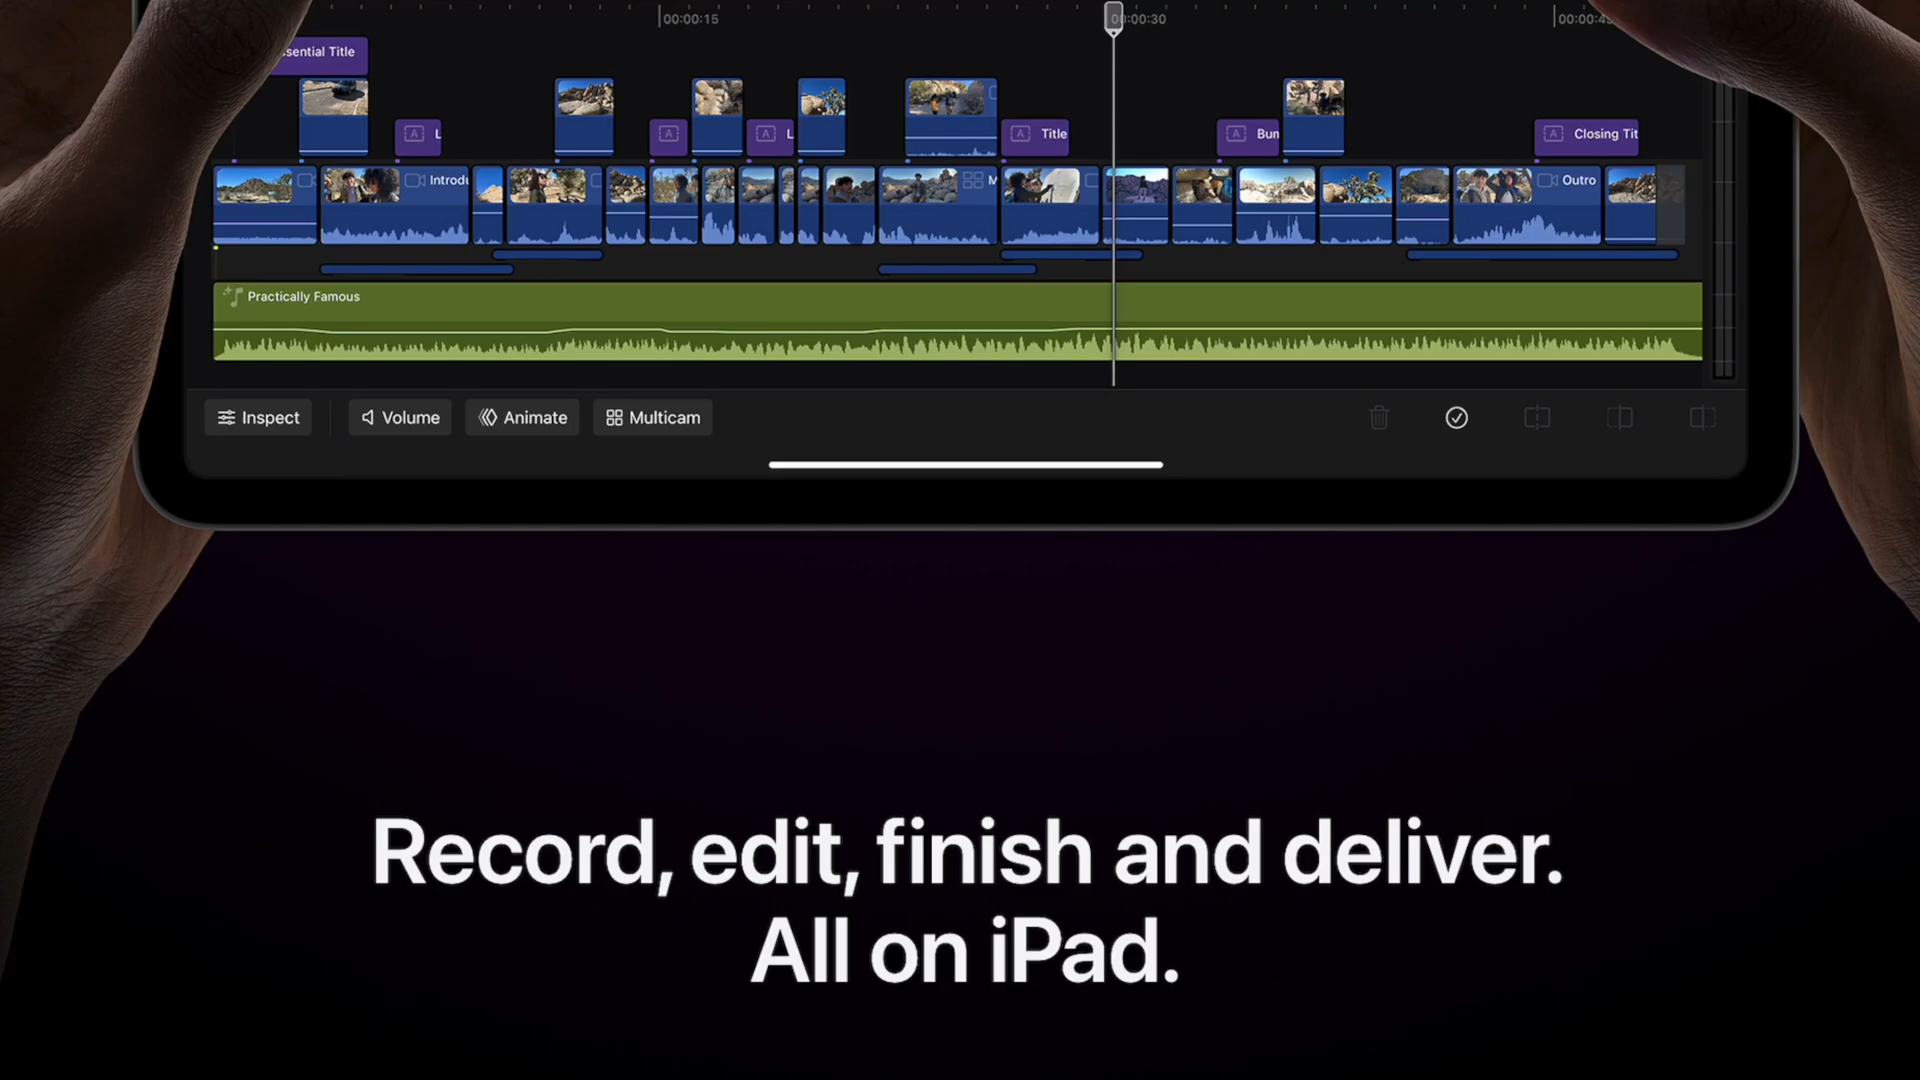 00:00:15
00:00:30
ssential Title
L
L
Title
Bun
Closing Tit
Introdu
M
Outro
Practically Famous
Inspect
Volume
Animate
Multicam
Record, edit, finish and deliver.
All on iPad.